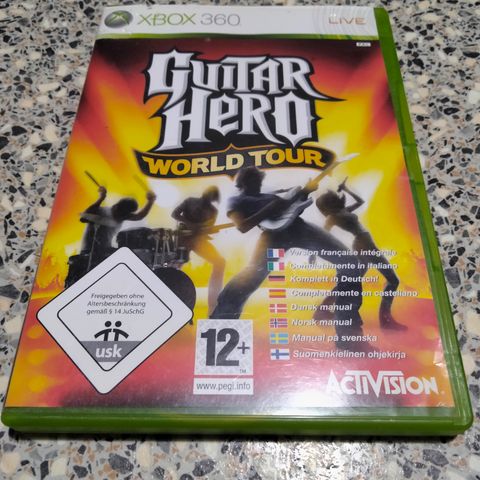 XBOX 360
LIVE
PAL
GUITAR
HERO
WORLD TOUR
Version française intégrale
Completamente in italiano
Komplett in Deutsch!
Completamente en castellano
Dansk manual
Norsk manual
Manual på svenska
Suomenkielinen ohjekirja
Freigegeben ohne
Altersbeschränkung
gemäß § 14 JuSchG
usk
12+
TM
www.pegi.info
ACTIVISION